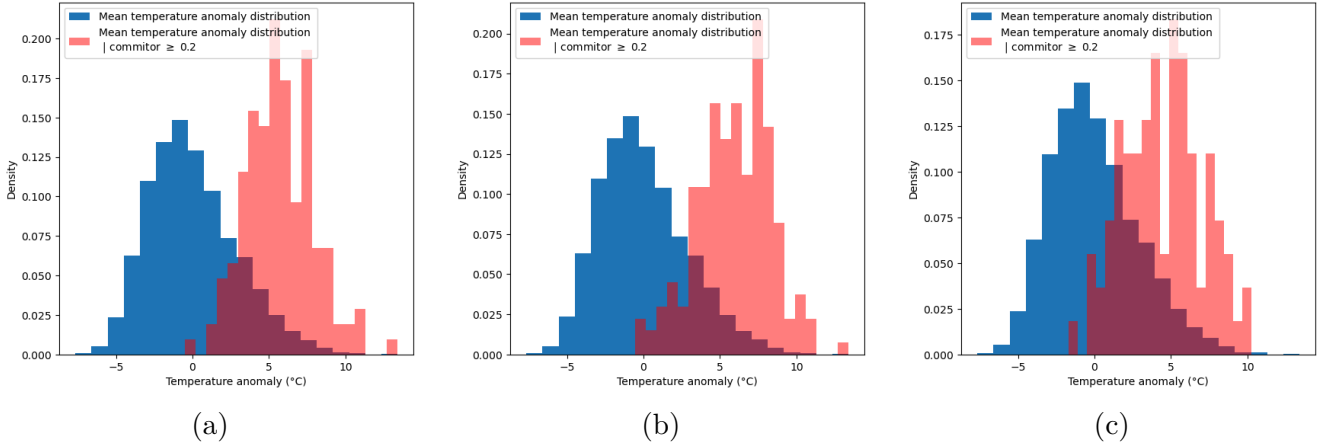 Mean temperature anomaly distribution
Mean temperature anomaly distribution
| commitor ≥ 0.2
0.200
0.175
0.150
0.125
0.100
0.075
0.050
0.025
0.000
Density
−5
0
5
10
Temperature anomaly (°C)
(a)
Mean temperature anomaly distribution
Mean temperature anomaly distribution
| commitor ≥ 0.2
0.200
0.175
0.150
0.125
0.100
0.075
0.050
0.025
0.000
Density
−5
0
5
10
Temperature anomaly (°C)
(b)
Mean temperature anomaly distribution
Mean temperature anomaly distribution
| commitor ≥ 0.2
0.175
0.150
0.125
0.100
0.075
0.050
0.025
0.000
Density
−5
0
5
10
Temperature anomaly (°C)
(c)